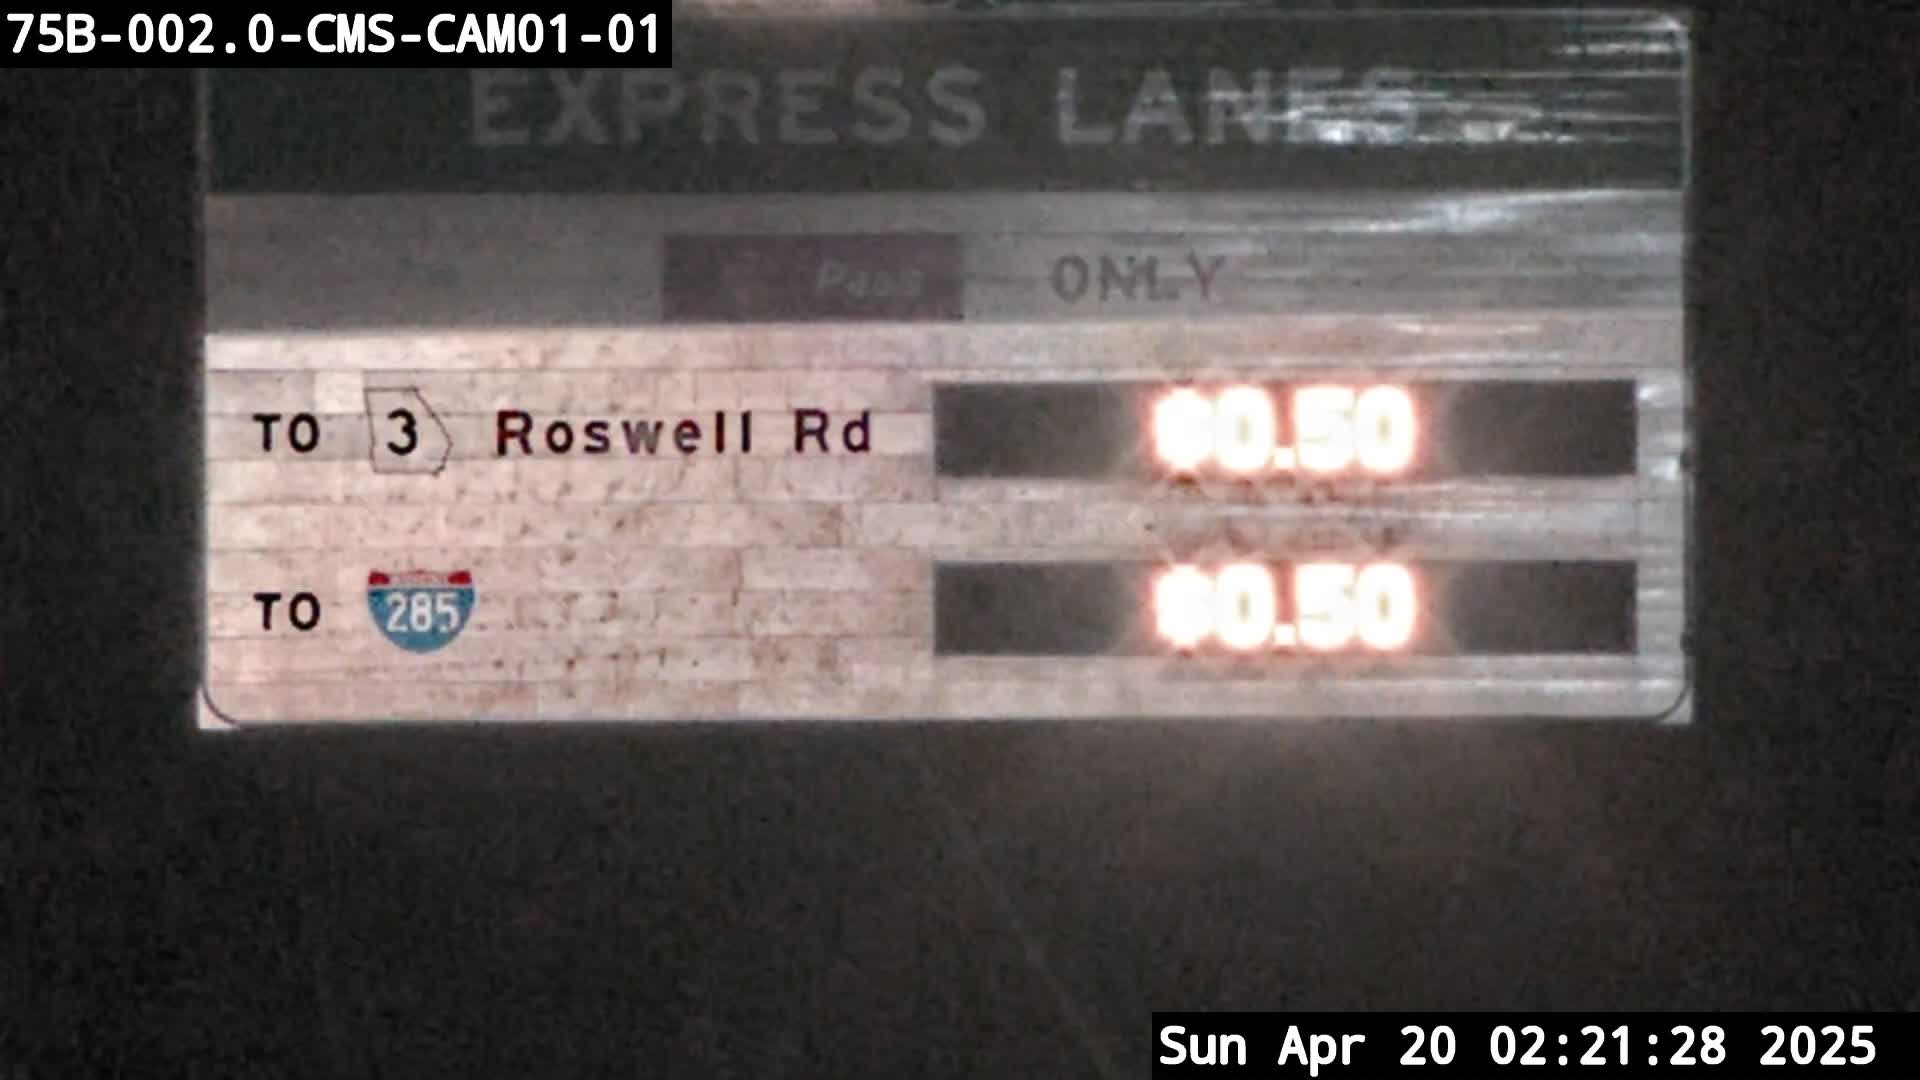 75B-002.0-CMS-CAM01-01
EXPRESS LANES
Pass ONLY
TO 3 Roswell Rd $0.50
TO 285 $0.50
Sun Apr 20 02:21:28 2025